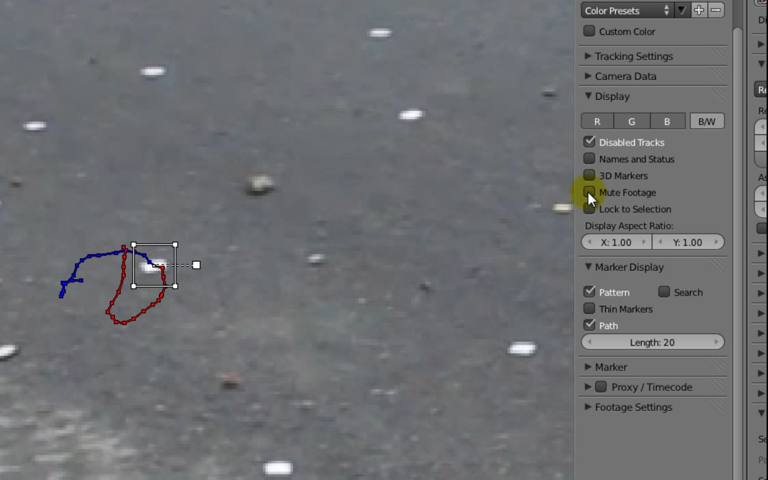 Color Presets
Custom Color
Tracking Settings
Camera Data
Display
R G B B/W
Disabled Tracks
Names and Status
3D Markers
Mute Footage
Lock to Selection
Display Aspect Ratio:
X: 1.00 Y: 1.00
Marker Display
Pattern Search
Thin Markers
Path
Length: 20
Marker
Proxy / Timecode
Footage Settings